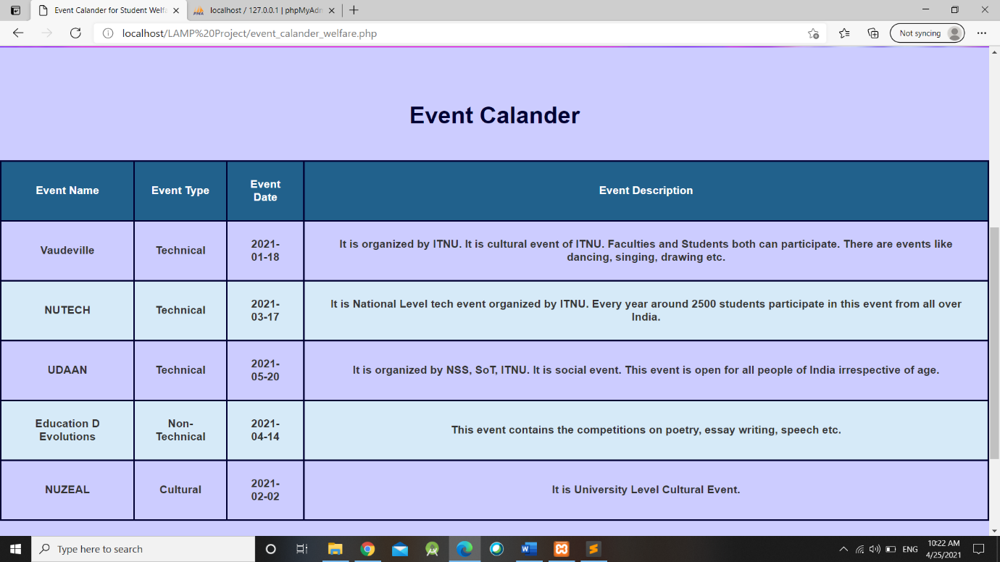 Event Calander for Student Welfa
localhost / 127.0.0.1 | phpMyAdm
localhost/LAMP%20Project/event_calander_welfare.php
Not syncing
Event Calander
Event Name
Event Type
Event
Date
Event Description
Vaudeville
Technical
2021-
01-18
It is organized by ITNU. It is cultural event of ITNU. Faculties and Students both can participate. There are events like
dancing, singing, drawing etc.
NUTECH
Technical
2021-
03-17
It is National Level tech event organized by ITNU. Every year around 2500 students participate in this event from all over
India.
UDAAN
Technical
2021-
05-20
It is organized by NSS, SoT, ITNU. It is social event. This event is open for all people of India irrespective of age.
Education D
Evolutions
Non-
Technical
2021-
04-14
This event contains the competitions on poetry, essay writing, speech etc.
NUZEAL
Cultural
2021-
02-02
It is University Level Cultural Event.
Type here to search
ENG
10:22 AM
4/25/2021